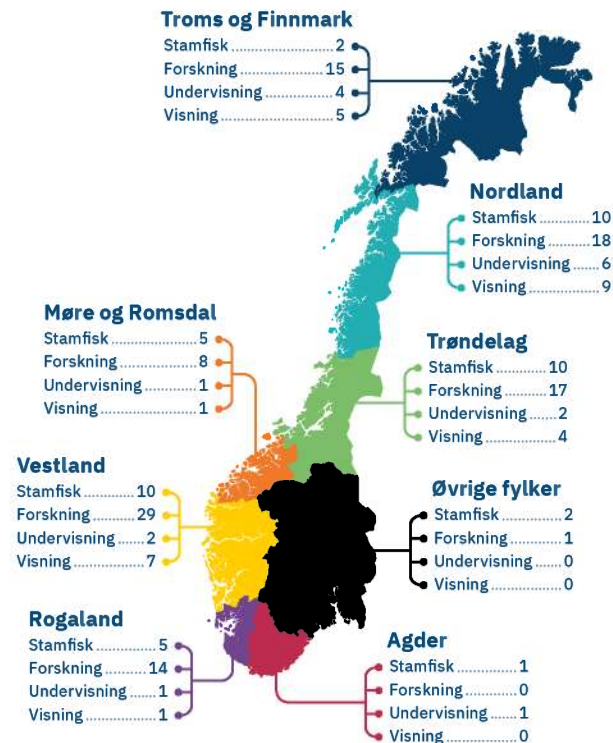 Troms og Finnmark
Stamfisk 2
Forskning 15
Undervisning 4
Visning 5
Nordland
Stamfisk 10
Forskning 18
Undervisning 6
Visning 9
Møre og Romsdal
Stamfisk 5
Forskning 8
Undervisning 1
Visning 1
Trøndelag
Stamfisk 10
Forskning 17
Undervisning 2
Visning 4
Vestland
Stamfisk 10
Forskning 29
Undervisning 2
Visning 7
Øvrige fylker
Stamfisk 2
Forskning 1
Undervisning 0
Visning 0
Rogaland
Stamfisk 5
Forskning 14
Undervisning 1
Visning 1
Agder
Stamfisk 1
Forskning 0
Undervisning 1
Visning 0